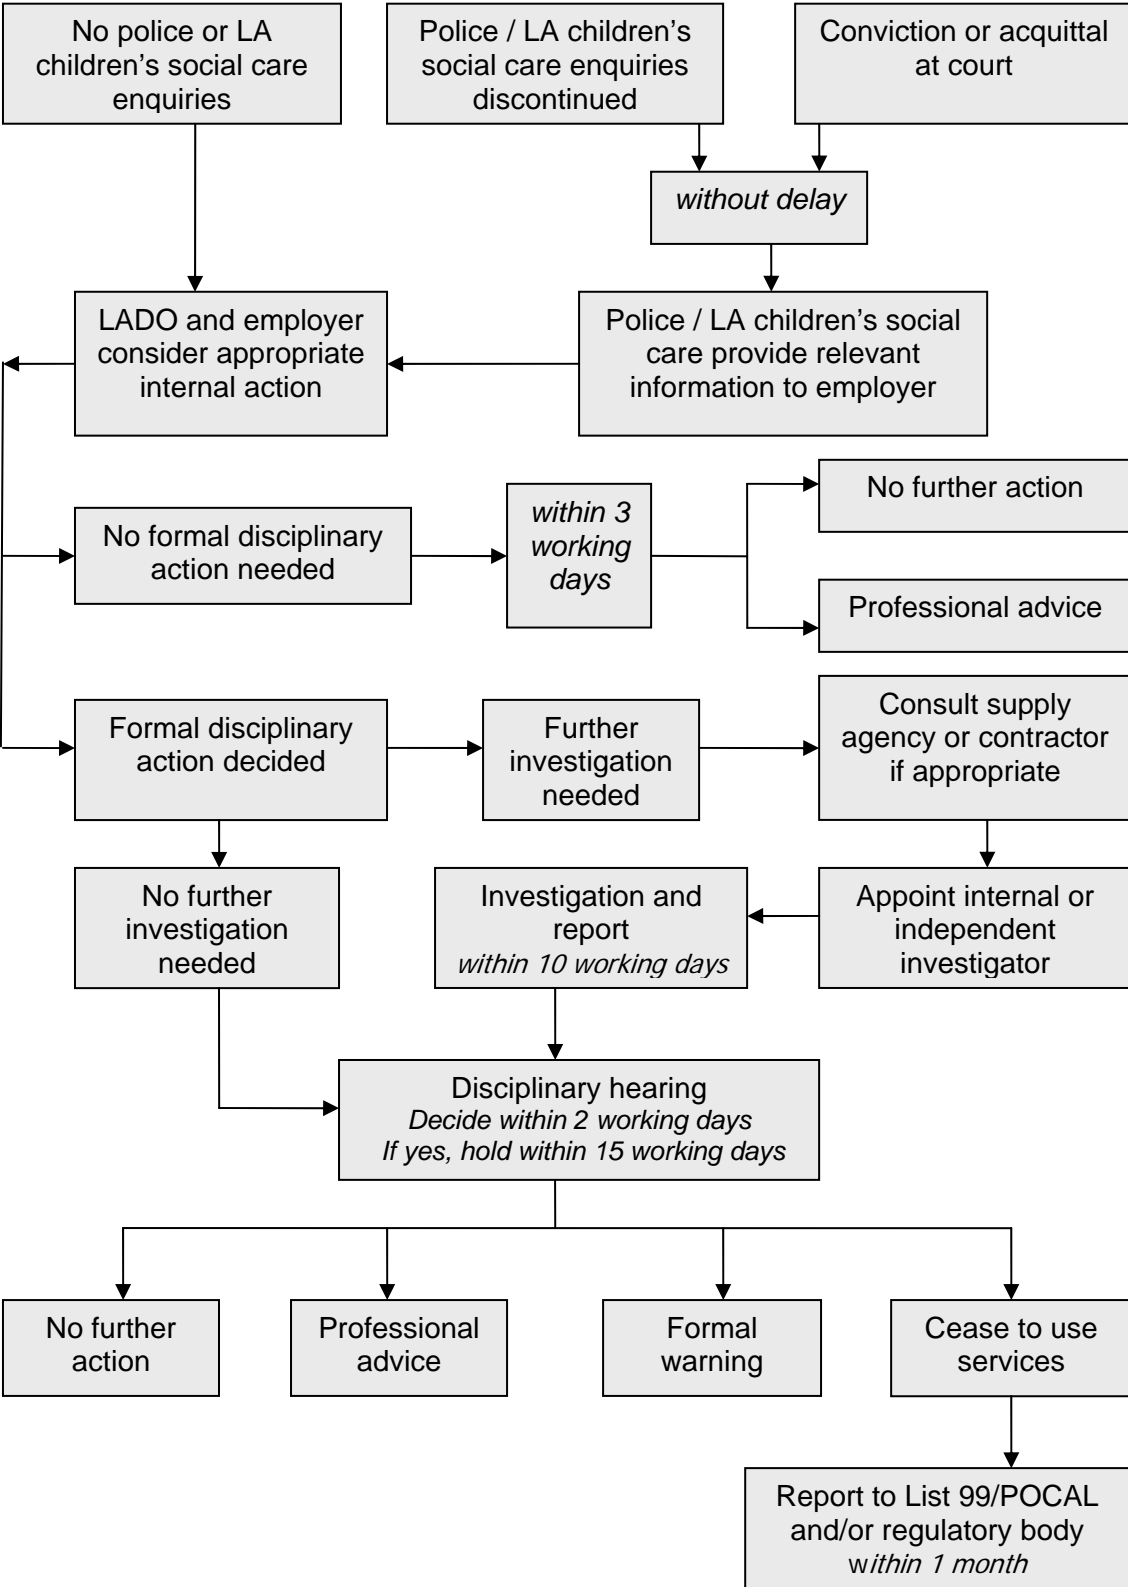 No police or LA
children’s social care
enquiries
Police / LA children’s
social care enquiries
discontinued
Conviction or acquittal
at court
without delay
LADO and employer
consider appropriate
internal action
Police / LA children’s social
care provide relevant
information to employer
No further action
No formal disciplinary
action needed
within 3
working
days
Professional advice
Formal disciplinary
action decided
Further
investigation
needed
Consult supply
agency or contractor
if appropriate
No further
investigation
needed
Investigation and
report
within 10 working days
Appoint internal or
independent
investigator
Disciplinary hearing
Decide within 2 working days
If yes, hold within 15 working days
No further
action
Professional
advice
Formal
warning
Cease to use
services
Report to List 99/POCAL
and/or regulatory body
within 1 month